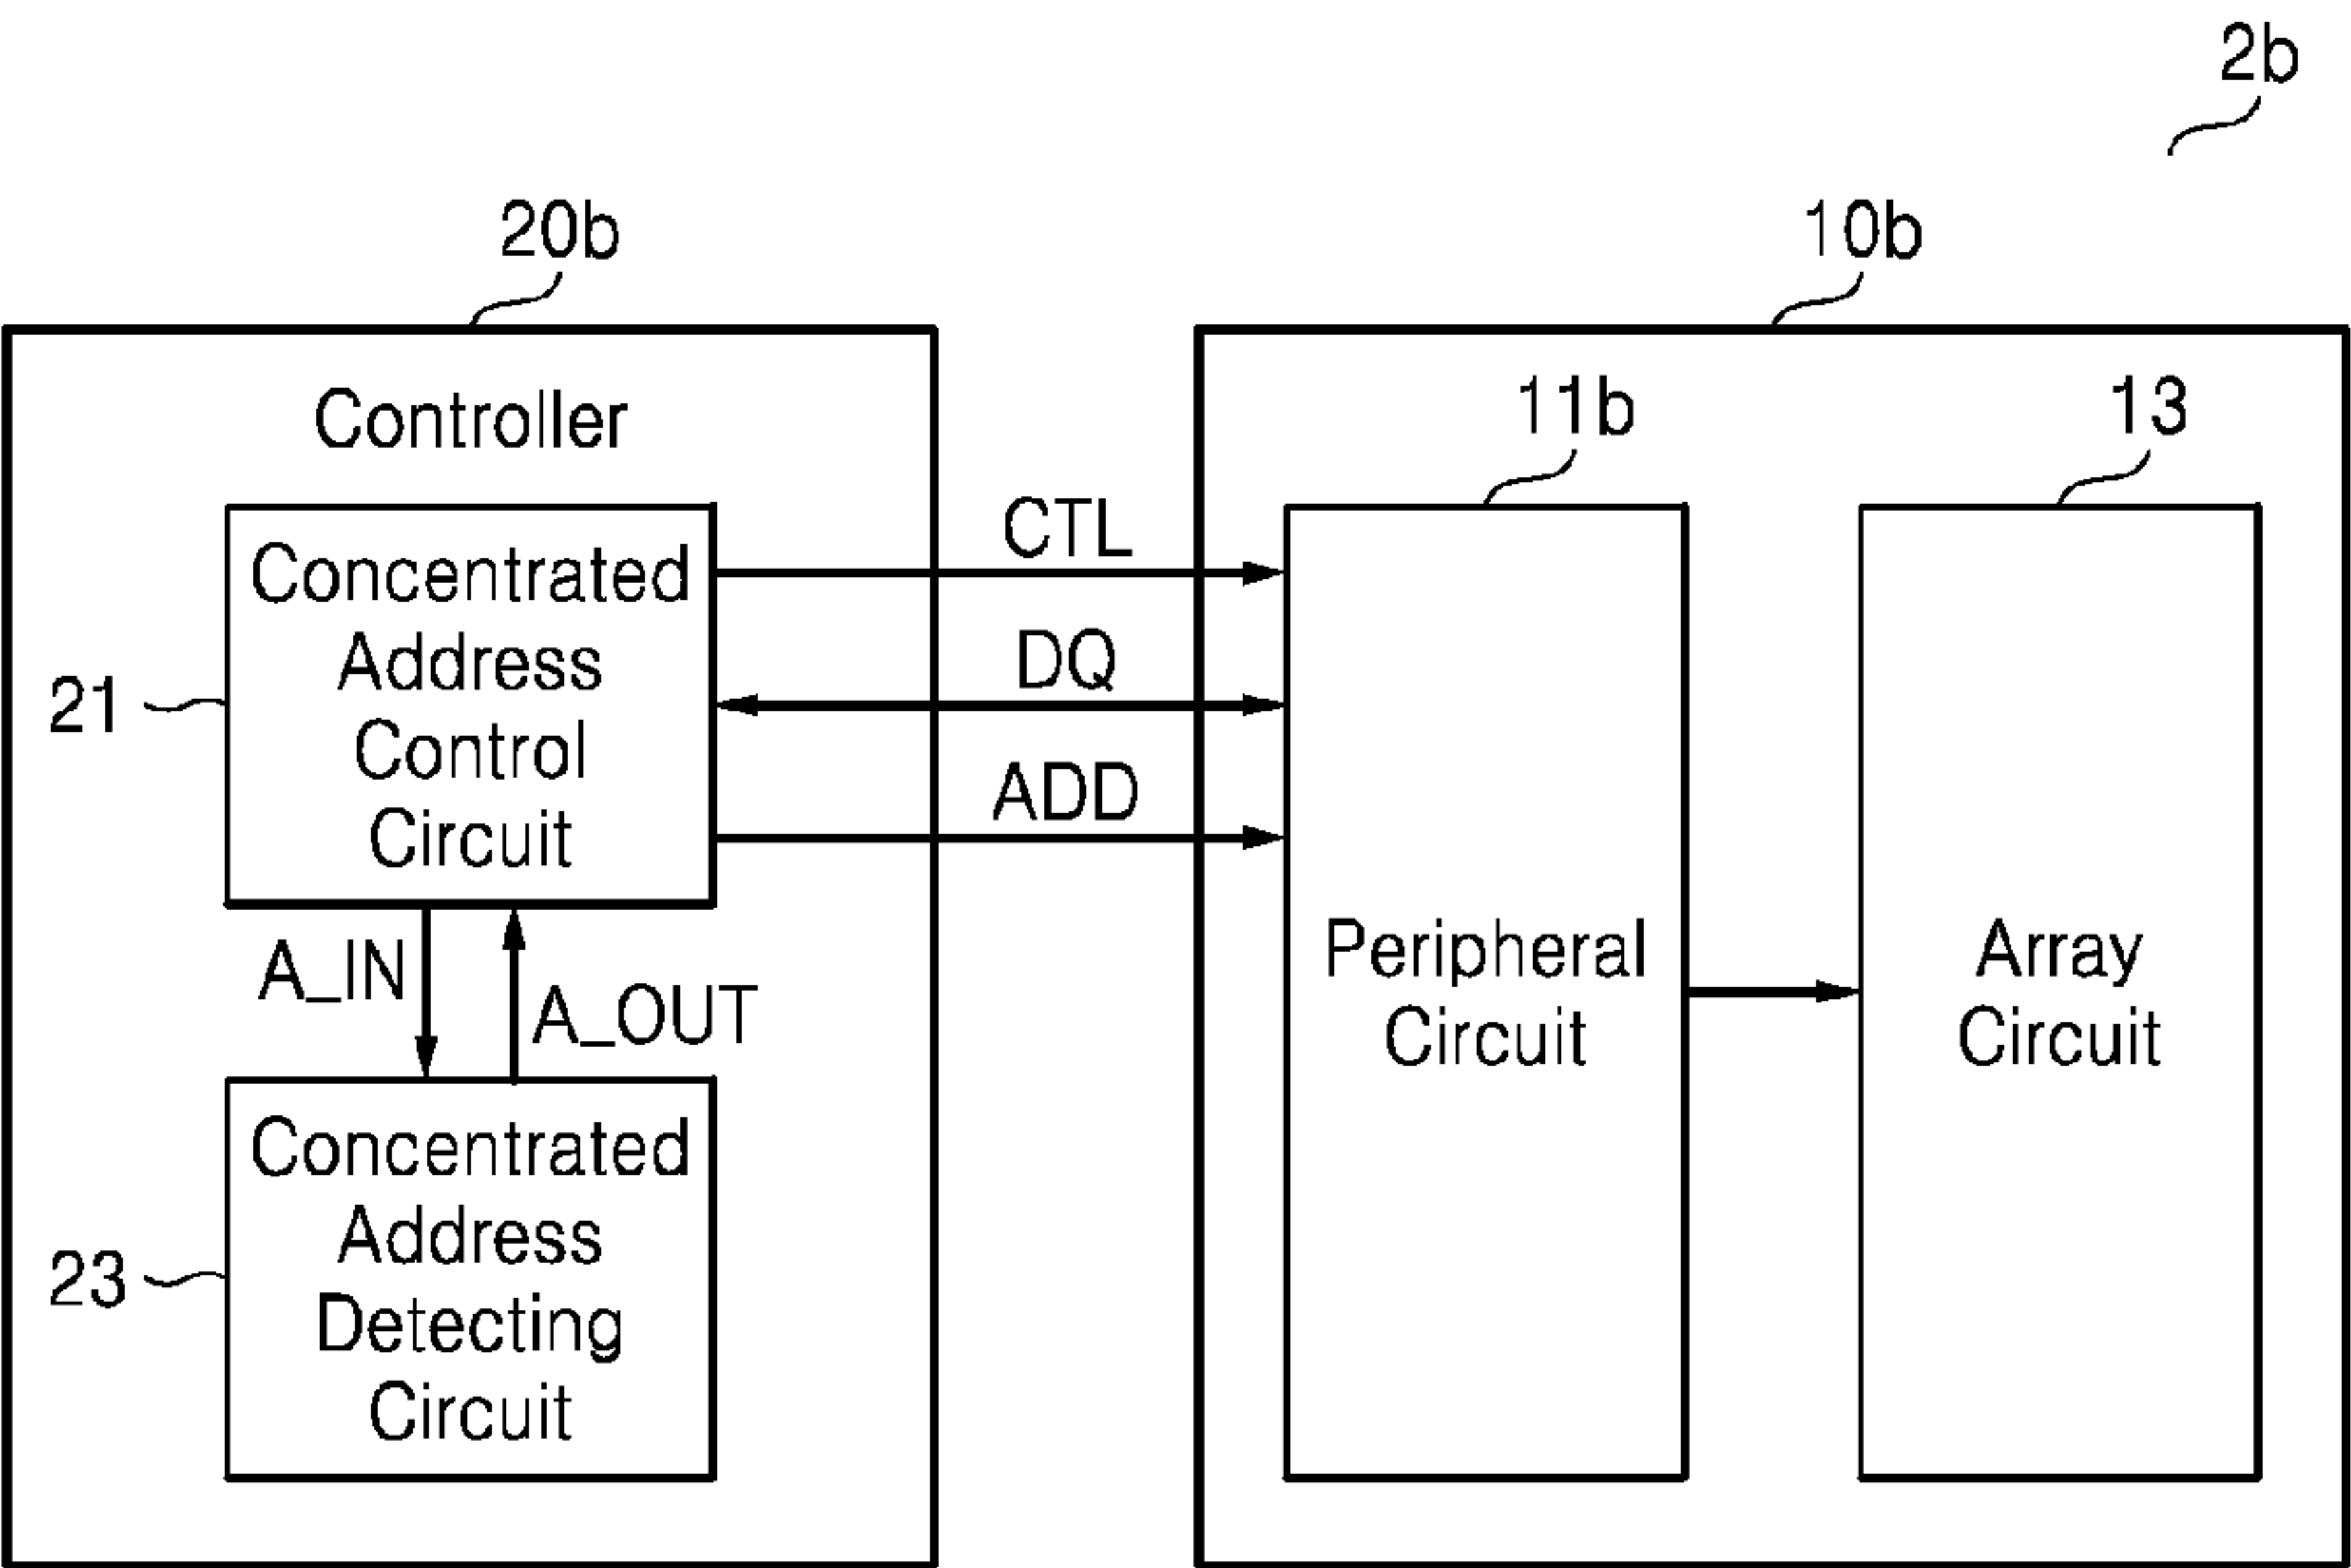 2b
20b
10b
Controller
11b
13
CTL
Concentrated
Address
Control
Circuit
DQ
21
ADD
A_IN
A_OUT
Peripheral
Circuit
Array
Circuit
Concentrated
Address
Detecting
Circuit
23